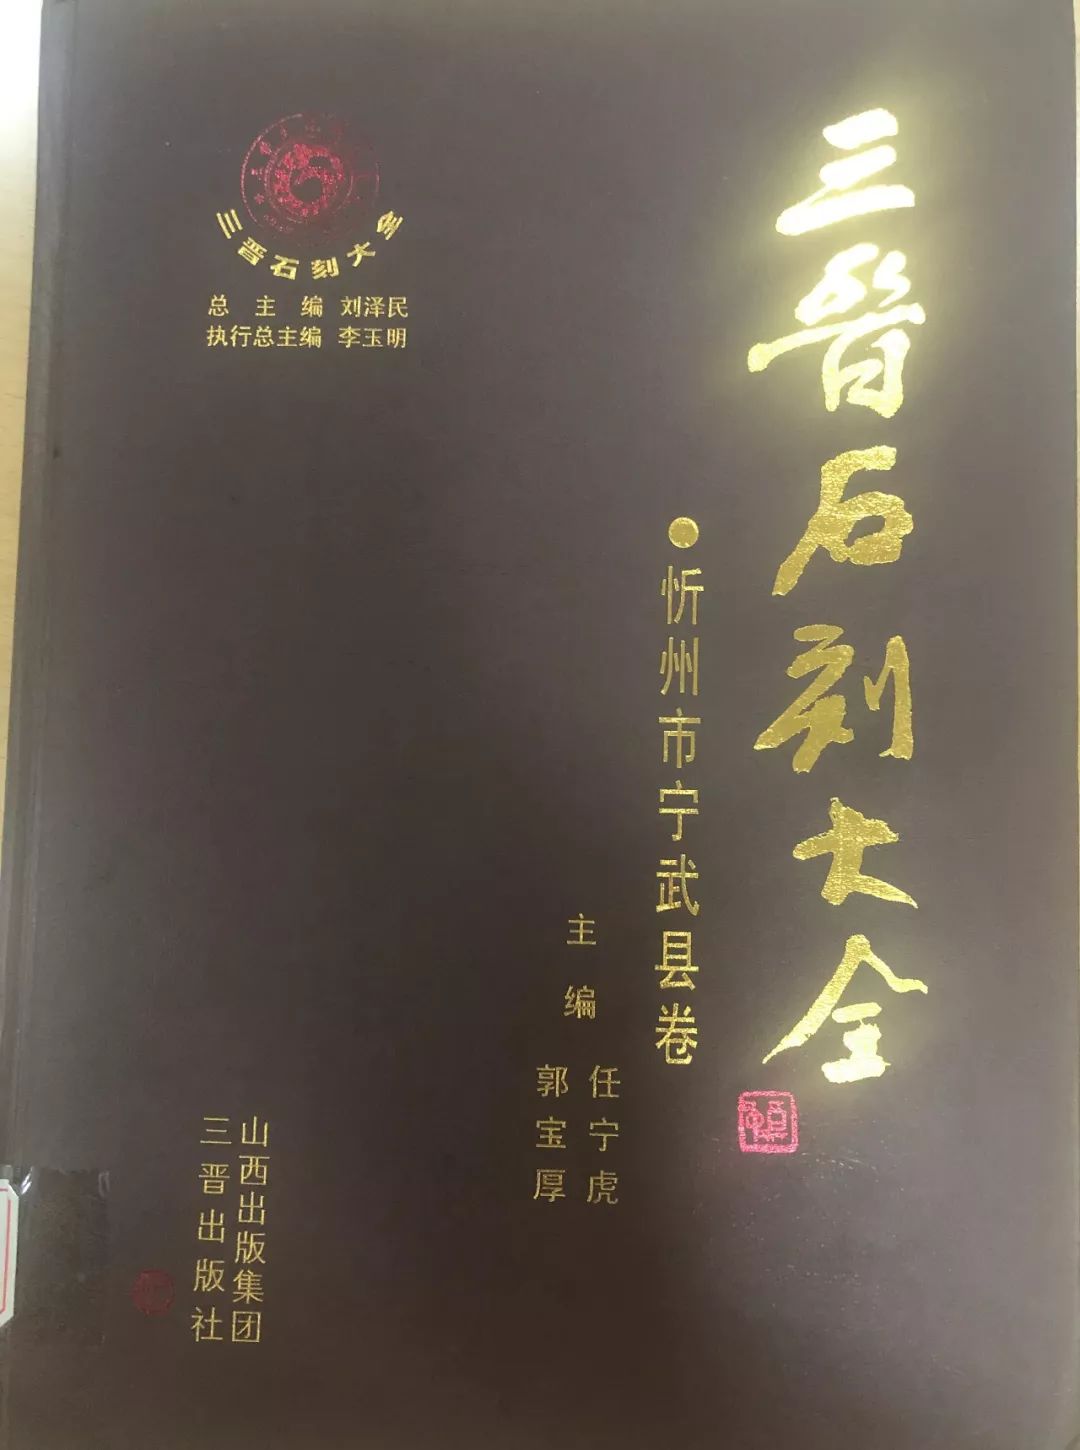 三晋石刻大全
●忻州市宁武县卷
主编
任宁虎
郭宝厚
三晋石刻大全
总主编 刘泽民
执行总主编 李玉明
山西出版集团
三晋出版社